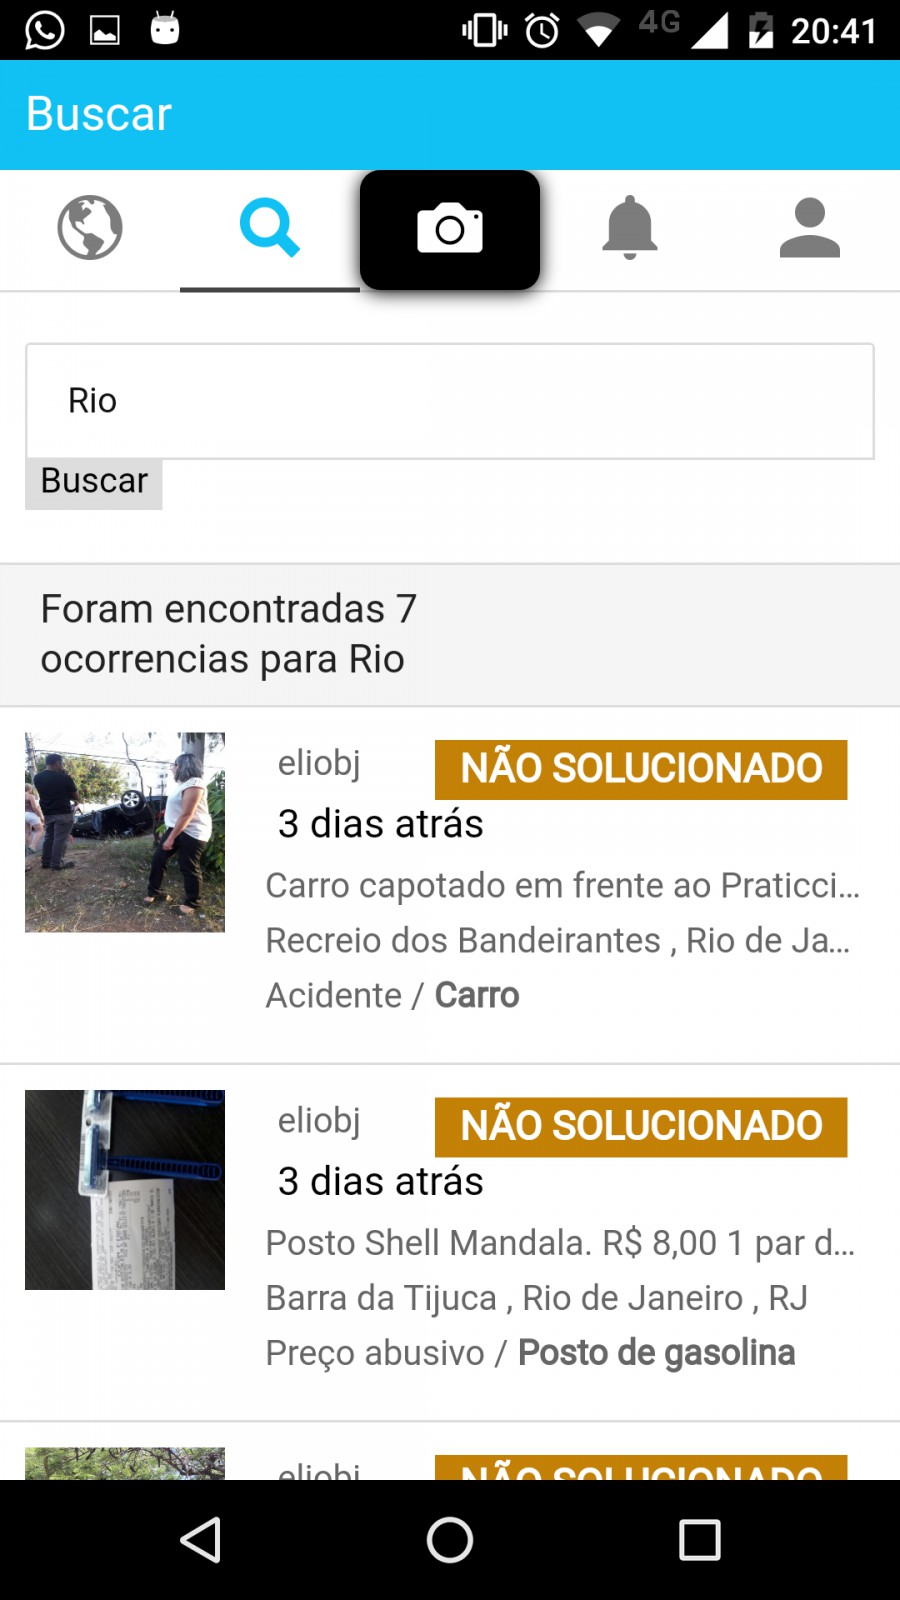 4G 20:41
Buscar
Rio
Buscar
Foram encontradas 7
ocorrencias para Rio
eliobj NÃO SOLUCIONADO
3 dias atrás
Carro capotado em frente ao Praticci...
Recreio dos Bandeirantes , Rio de Ja...
Acidente / Carro
eliobj NÃO SOLUCIONADO
3 dias atrás
Posto Shell Mandala. R$ 8,00 1 par d...
Barra da Tijuca , Rio de Janeiro , RJ
Preço abusivo / Posto de gasolina
eliobj NÃO SOLUCIONADO